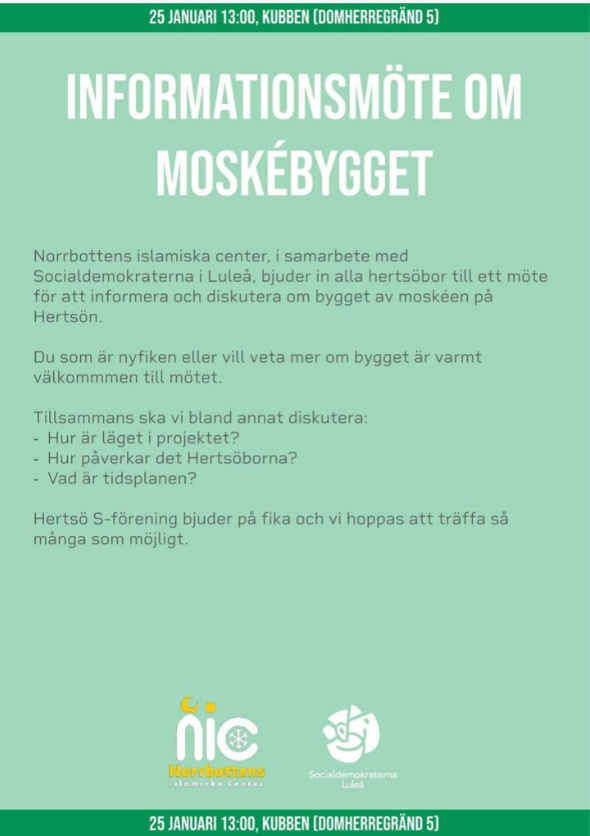 25 JANUARI 13:00, KUBBEN (DOMHERREGRÄND 5)
INFORMATIONSMÖTE OM
MOSKÉBYGGET
Norrbottens islamiska center, i samarbete med
Socialdemokraterna i Luleå, bjuder in alla hertsöbor till ett möte
för att informera och diskutera om bygget av moskéen på
Hertsön.
Du som är nyfiken eller vill veta mer om bygget är varmt
välkommmen till mötet.
Tillsammans ska vi bland annat diskutera:
- Hur är läget i projektet?
- Hur påverkar det Hertsöborna?
- Vad är tidsplanen?
Hertsö S-förening bjuder på fika och vi hoppas att träffa så
många som möjligt.
NIC
Norrbottens
Islamiska Center
Socialdemokraterna
Luleå
25 JANUARI 13:00, KUBBEN (DOMHERREGRÄND 5)